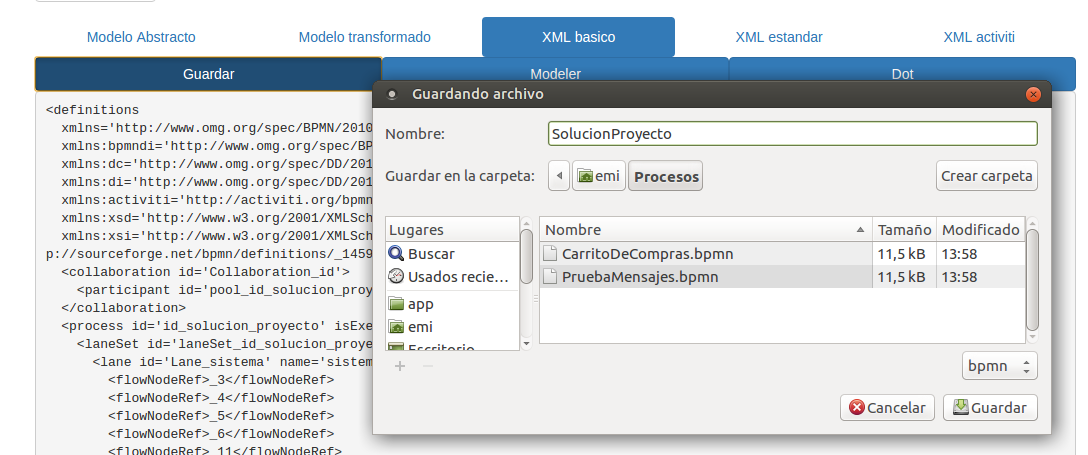 Modelo Abstracto Modelo transformado XML basico XML estandar XML activiti
Guardar Modeler Dot
Guardando archivo
Nombre: SolucionProyecto
Guardar en la carpeta: emi Procesos Crear carpeta
Lugares
Buscar
Usados recie...
app
emi
Escritorio
Nombre Tamaño Modificado
CarritoDeCompras.bpmn 11,5 kB 13:58
PruebaMensajes.bpmn 11,5 kB 13:58
bpmn
Cancelar Guardar
<definitions
xmlns='http://www.omg.org/spec/BPMN/2010
xmlns:bpmndi='http://www.omg.org/spec/BP
xmlns:dc='http://www.omg.org/spec/DD/201
xmlns:di='http://www.omg.org/spec/DD/201
xmlns:activiti='http://activiti.org/bpmn
xmlns:xsd='http://www.w3.org/2001/XMLSch
xmlns:xsi='http://www.w3.org/2001/XMLSch
p://sourceforge.net/bpmn/definitions/_1459
<collaboration id='Collaboration_id'>
<participant id='pool_id_solucion_proy
</collaboration>
<process id='id_solucion_proyecto' isExe
<laneSet id='laneSet_id_solucion_proye
<lane id='Lane_sistema' name='sistem
<flowNodeRef>_3</flowNodeRef>
<flowNodeRef>_4</flowNodeRef>
<flowNodeRef>_5</flowNodeRef>
<flowNodeRef>_6</flowNodeRef>
<flowNodeRef>_11</flowNodeRef>